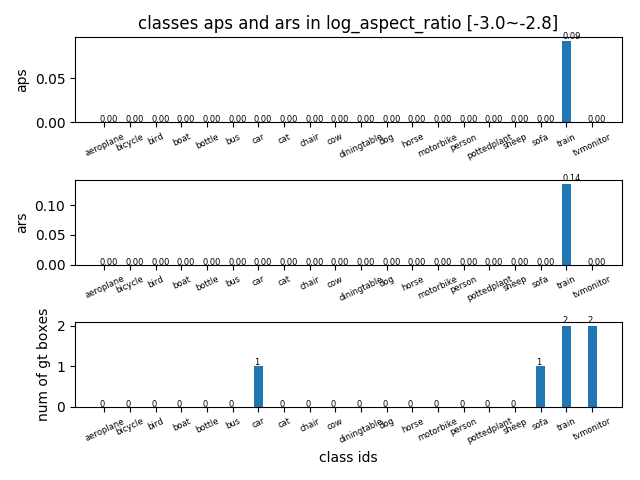 classes aps and ars in log_aspect_ratio [-3.0~-2.8]
aps
0.05
0.00
0.00 0.00 0.00 0.00 0.00 0.00 0.00 0.00 0.00 0.00 0.00 0.00 0.00 0.00 0.00 0.00 0.00 0.00 0.09 0.00
aeroplane bicycle bird boat bottle bus car cat chair cow diningtable dog horse motorbike person pottedplant sheep sofa train tvmonitor
ars
0.10
0.05
0.00
0.00 0.00 0.00 0.00 0.00 0.00 0.00 0.00 0.00 0.00 0.00 0.00 0.00 0.00 0.00 0.00 0.00 0.00 0.14 0.00
aeroplane bicycle bird boat bottle bus car cat chair cow diningtable dog horse motorbike person pottedplant sheep sofa train tvmonitor
num of gt boxes
2
1
0
0 0 0 0 0 0 1 0 0 0 0 0 0 0 0 0 0 1 2 2
aeroplane bicycle bird boat bottle bus car cat chair cow diningtable dog horse motorbike person pottedplant sheep sofa train tvmonitor
class ids